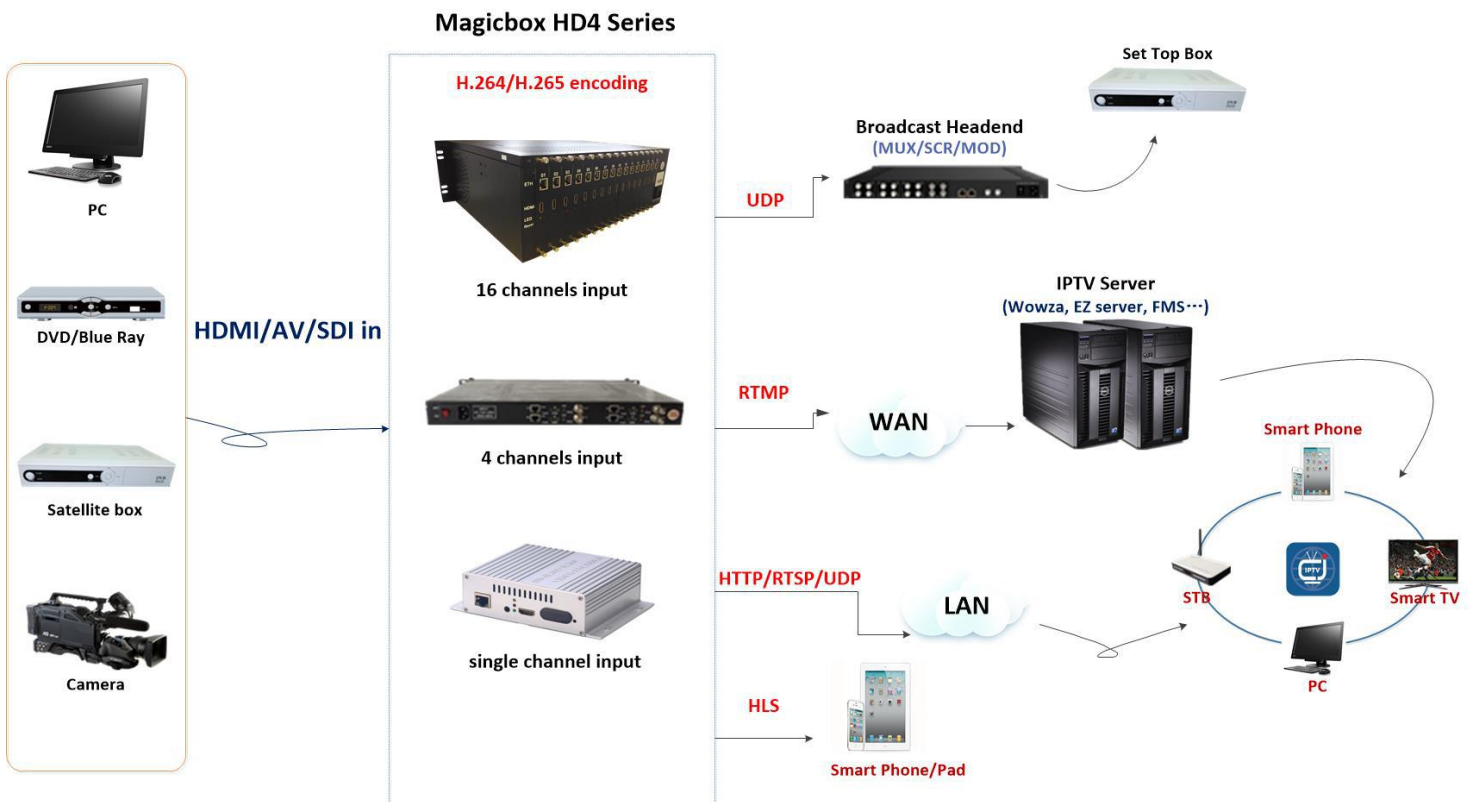 Magicbox HD4 Series
PC
DVD/Blue Ray
Satellite box
Camera
HDMI/AV/SDI in
H.264/H.265 encoding
16 channels input
4 channels input
single channel input
UDP
Broadcast Headend
(MUX/SCR/MOD)
Set Top Box
RTMP
WAN
IPTV Server
(Wowza, EZ server, FMS⋯)
HTTP/RTSP/UDP
LAN
Smart Phone
STB
IPTV
Smart TV
PC
HLS
Smart Phone/Pad